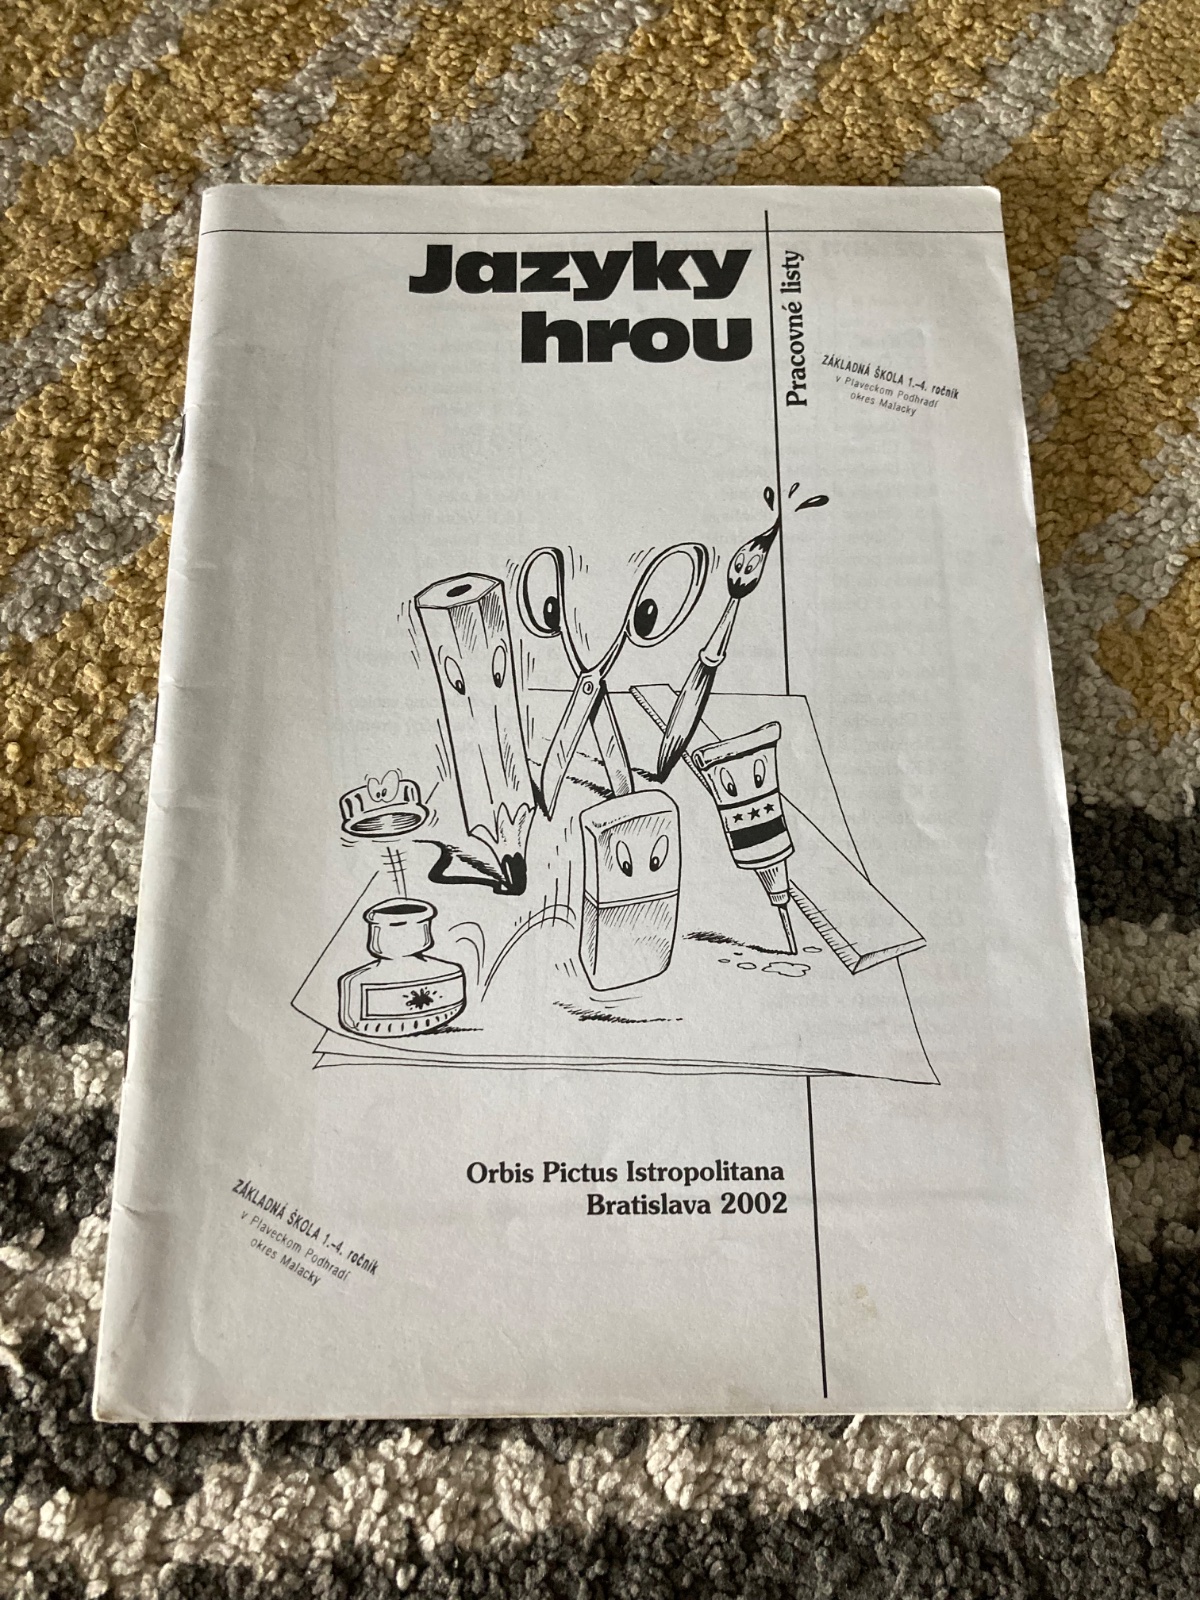 Jazyky
hrou
Pracovné listy
ZÁKLADNÁ ŠKOLA 1.-4. ročník
v Plaveckom Podhradí
okres Malacky
Orbis Pictus Istropolitana
Bratislava 2002
ZÁKLADNÁ ŠKOLA 1.-4. ročník
v Plaveckom Podhradí
okres Malacky